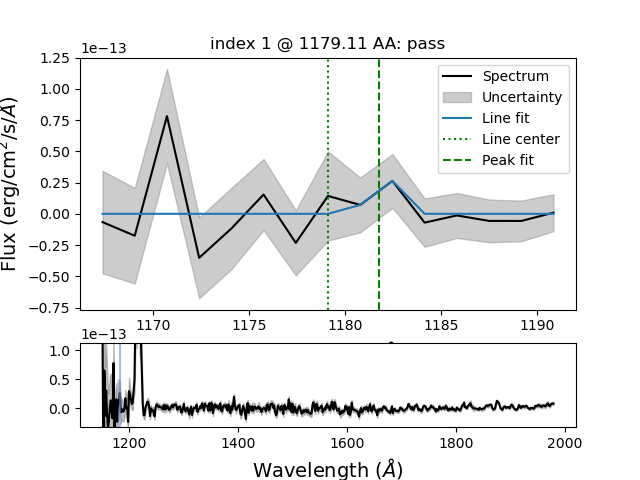 index 1 @ 1179.11 AA: pass
1e−13
Flux (erg/cm²/s/Å)
1.25
1.00
0.75
0.50
0.25
0.00
−0.25
−0.50
−0.75
Spectrum
Uncertainty
Line fit
Line center
Peak fit
1170 1175 1180 1185 1190
1e−13
1.0
0.5
0.0
1200 1400 1600 1800 2000
Wavelength (Å)